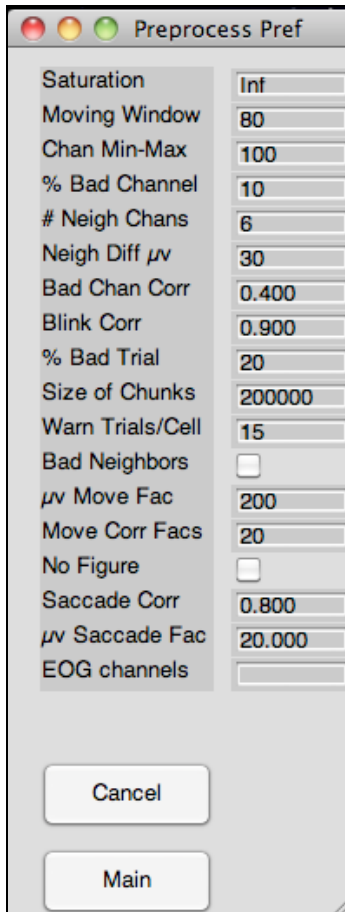 Preprocess Pref
Saturation Inf
Moving Window 80
Chan Min-Max 100
% Bad Channel 10
# Neigh Chans 6
Neigh Diff µv 30
Bad Chan Corr 0.400
Blink Corr 0.900
% Bad Trial 20
Size of Chunks 200000
Warn Trials/Cell 15
Bad Neighbors
µv Move Fac 200
Move Corr Facs 20
No Figure
Saccade Corr 0.800
µv Saccade Fac 20.000
EOG channels
Cancel
Main